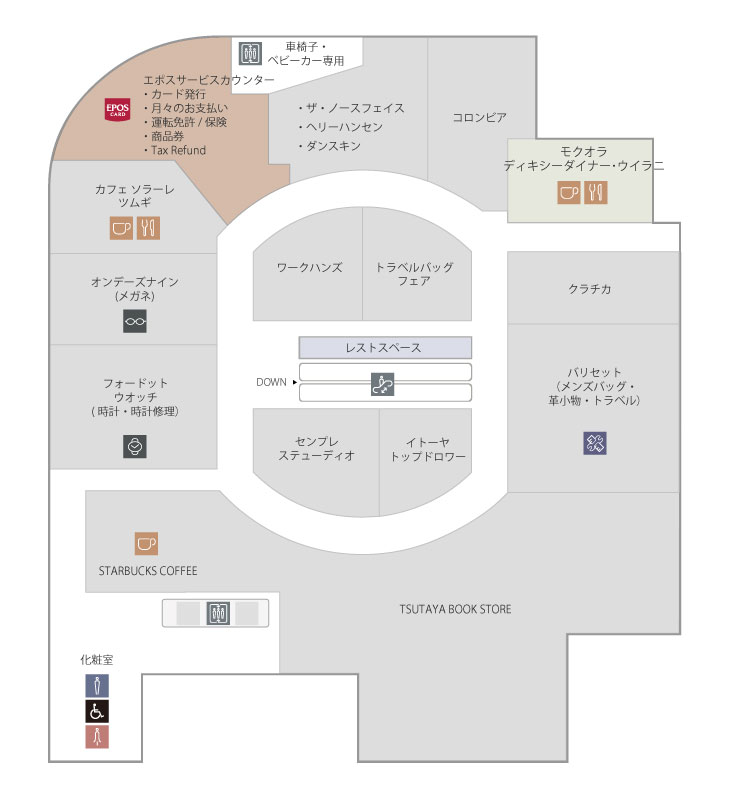 車椅子・
ベビーカー専用
エポスサービスカウンター
・カード発行
・月々のお支払い
・運転免許 / 保険
・商品券
・Tax Refund
EPOS
CARD
・ザ・ノースフェイス
・ヘリーハンセン
・ダンスキン
コロンビア
モクオラ
ディキシーダイナー・ウイラニ
カフェ ソラーレ
ツムギ
ワークハンズ
トラベルバッグ
フェア
オンデーズナイン
(メガネ)
クラチカ
レストスペース
DOWN
フォードット
ウオッチ
( 時計・時計修理)
バリセット
(メンズバッグ・
革小物・トラベル)
センプレ
ステューディオ
イトーヤ
トップドロワー
STARBUCKS COFFEE
TSUTAYA BOOK STORE
化粧室